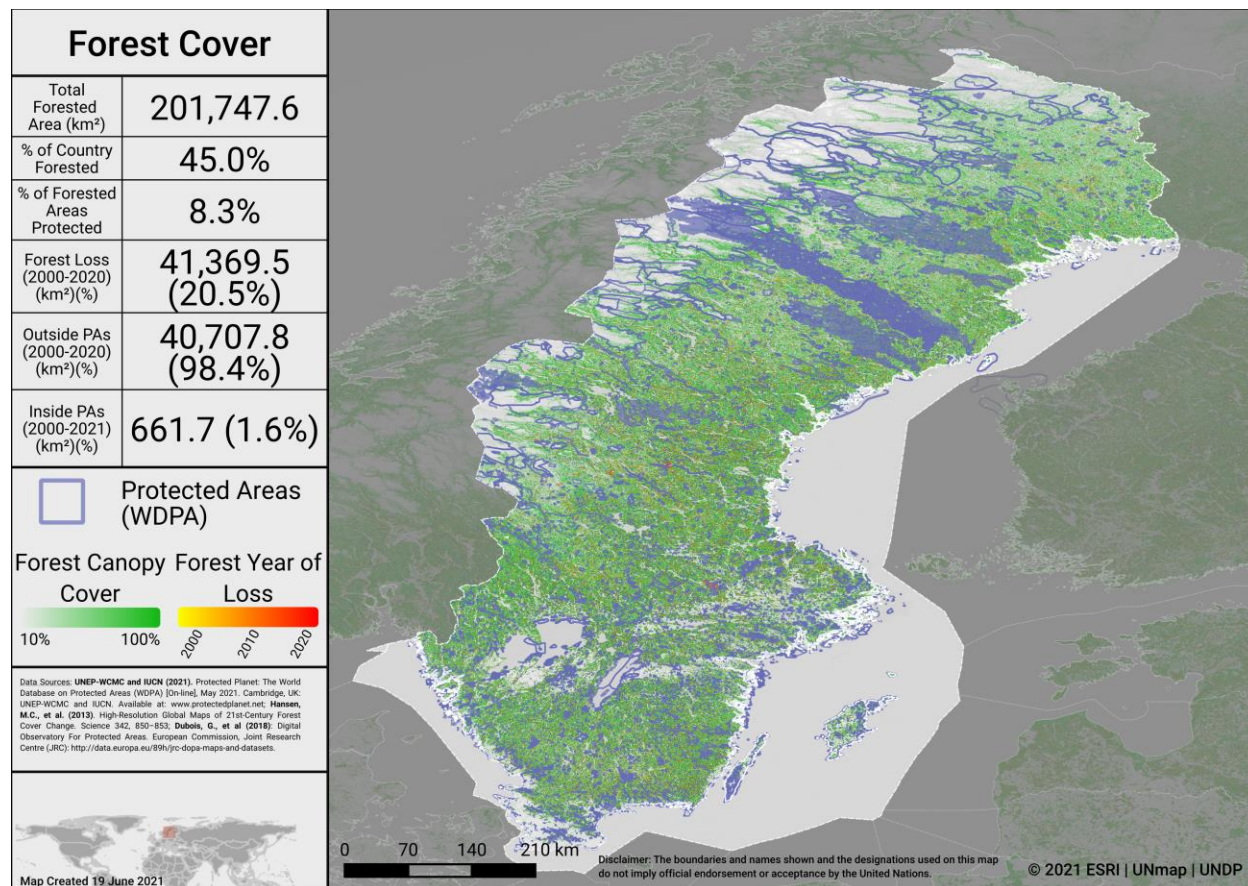 Forest Cover
Total
Forested
Area (km²)
201,747.6
% of Country
Forested
45.0%
% of Forested
Areas
Protected
8.3%
Forest Loss
(2000-2020)
(km²)(%)
41,369.5
(20.5%)
Outside PAs
(2000-2020)
(km²)(%)
40,707.8
(98.4%)
Inside PAs
(2000-2021)
(km²)(%)
661.7 (1.6%)
Protected Areas
(WDPA)
Forest Canopy
Cover
10% 100%
Forest Year of
Loss
2000 2010 2020
Data Sources: UNEP-WCMC and IUCN (2021). Protected Planet: The World
Database on Protected Areas (WDPA) [On-line], May 2021. Cambridge, UK:
UNEP-WCMC and IUCN. Available at: www.protectedplanet.net; Hansen,
M.C., et al. (2013). High-Resolution Global Maps of 21st-Century Forest
Cover Change. Science 342, 850–853; Dubois, G., et al (2018): Digital
Observatory For Protected Areas. European Commission, Joint Research
Centre (JRC): http://data.europa.eu/89h/jrc-dopa-maps-and-datasets.
Map Created 19 June 2021
0 70 140 210 km
Disclaimer: The boundaries and names shown and the designations used on this map
do not imply official endorsement or acceptance by the United Nations.
© 2021 ESRI | UNmap | UNDP